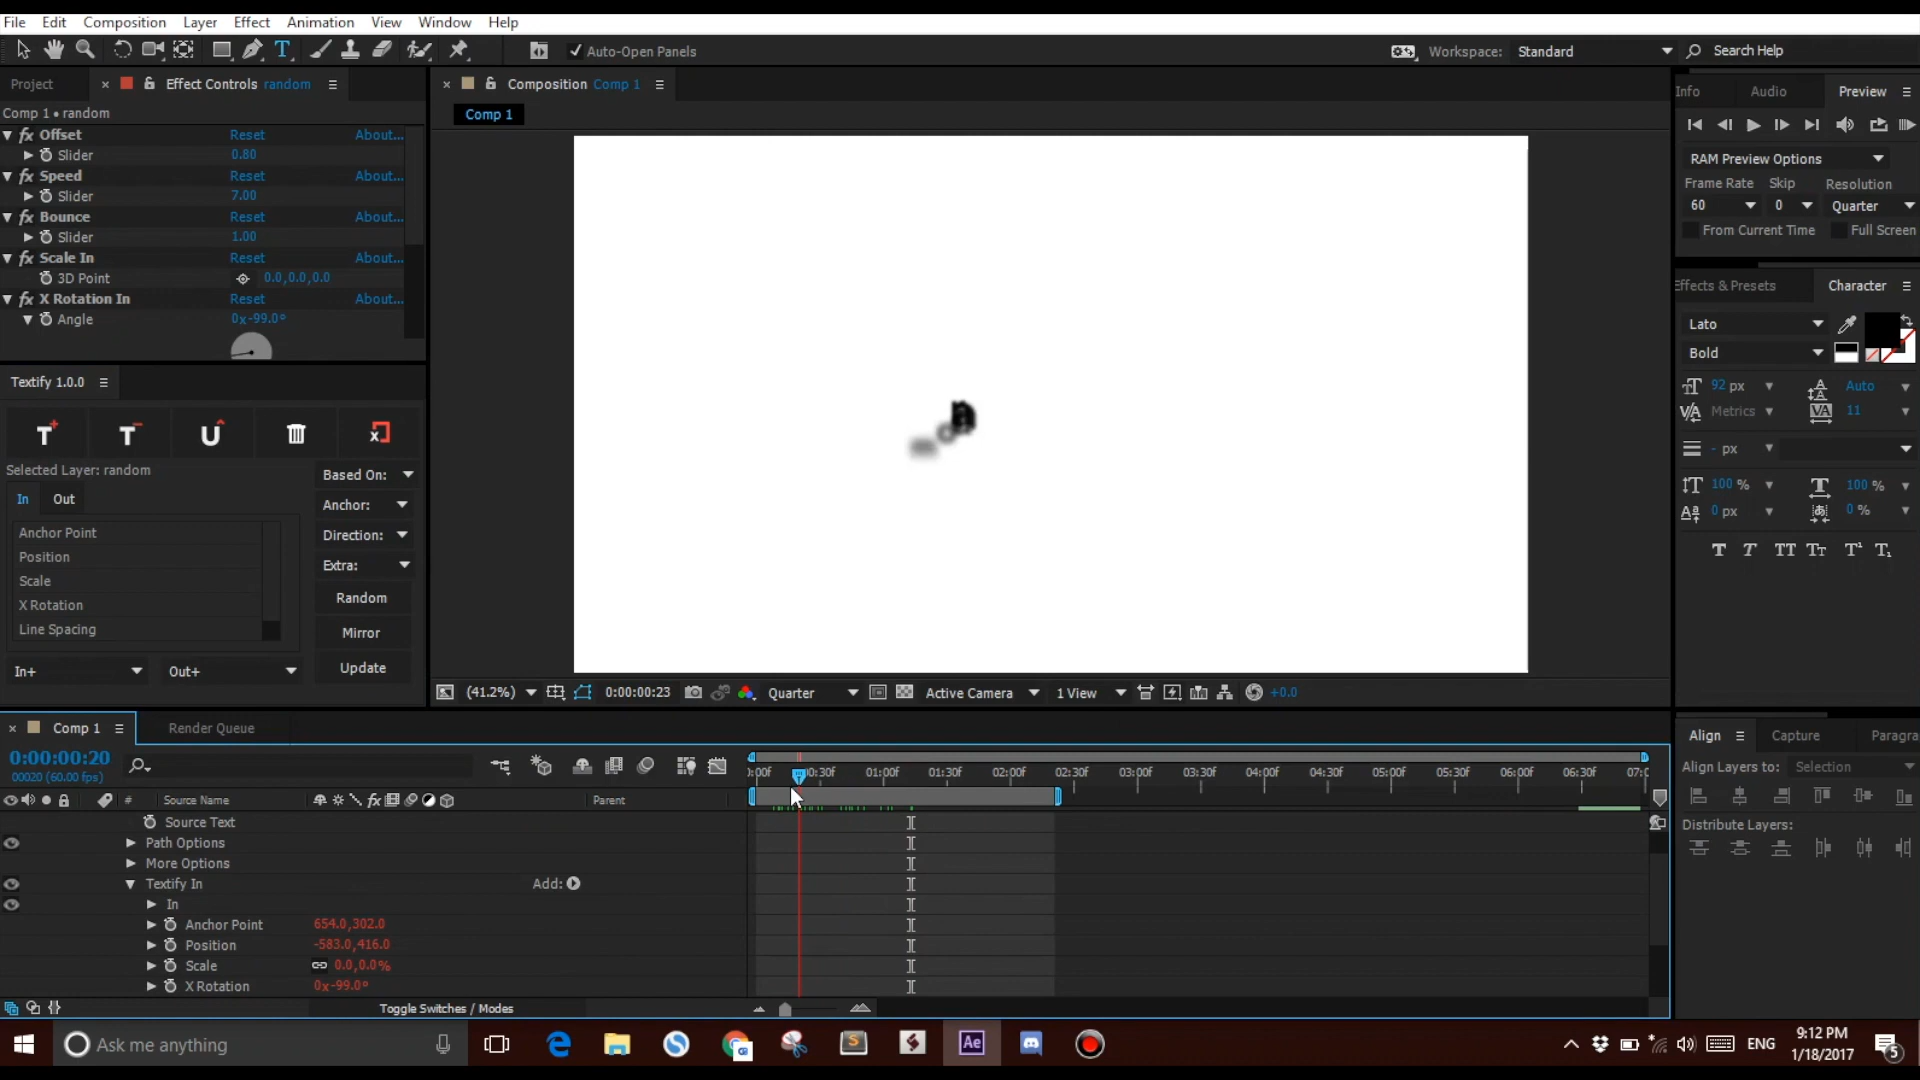 File Edit Composition Layer Effect Animation View Window Help
Auto-Open Panels
Workspace: Standard
Search Help
Project
Effect Controls random
Comp 1 • random
Offset Reset About...
Slider 0.80
Speed Reset About...
Slider 7.00
Bounce Reset About...
Slider 1.00
Scale In Reset About...
3D Point 0.0,0.0,0.0
X Rotation In Reset About...
Angle 0x-99.0°
Textify 1.0.0
T+ T- U x
Selected Layer: random
In Out
Anchor Point
Position
Scale
X Rotation
Line Spacing
In+ Out+
Based On:
Anchor:
Direction:
Extra:
Random
Mirror
Update
Composition Comp 1
Comp 1
a
(41.2%) 0:00:00:23 Quarter Active Camera 1 View +0.0
Info Audio Preview
RAM Preview Options
Frame Rate Skip Resolution
60 0 Quarter
From Current Time Full Screen
Effects & Presets Character
Lato
Bold
92 px Auto
Metrics 11
- px
100 % 100 %
0 px 0 %
T T TT Tт T¹ T₁
Comp 1 Render Queue
0:00:00:20
00020 (60.00 fps)
# Source Name Parent
:00f 0:30f 01:00f 01:30f 02:00f 02:30f 03:00f 03:30f 04:00f 04:30f 05:00f 05:30f 06:00f 06:30f 07:0
Source Text
Path Options
More Options
Textify In Add:
In
Anchor Point 654.0,302.0
Position -583.0,416.0
Scale 0.0,0.0%
X Rotation 0x-99.0°
Toggle Switches / Modes
Align Capture Paragra
Align Layers to: Selection
Distribute Layers:
Ask me anything
Ae
ENG
9:12 PM
1/18/2017
5